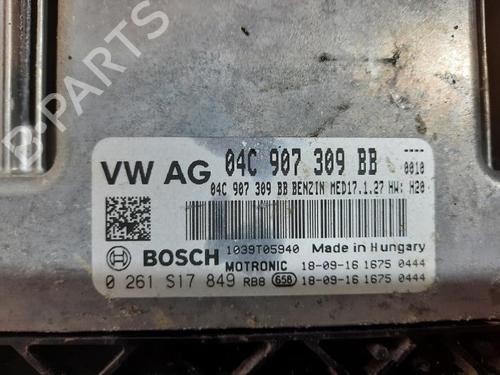 B-PARTS
VW AG 04C 907 309 BB ----
0010
04C 907 309 BB BENZIN MED17.1.27 HW: H20
BOSCH 1039T05940 Made in Hungary
MOTRONIC 18-09-16 1675 0444
0 261 S17 849 RB8 658 18-09-16 1675 0444